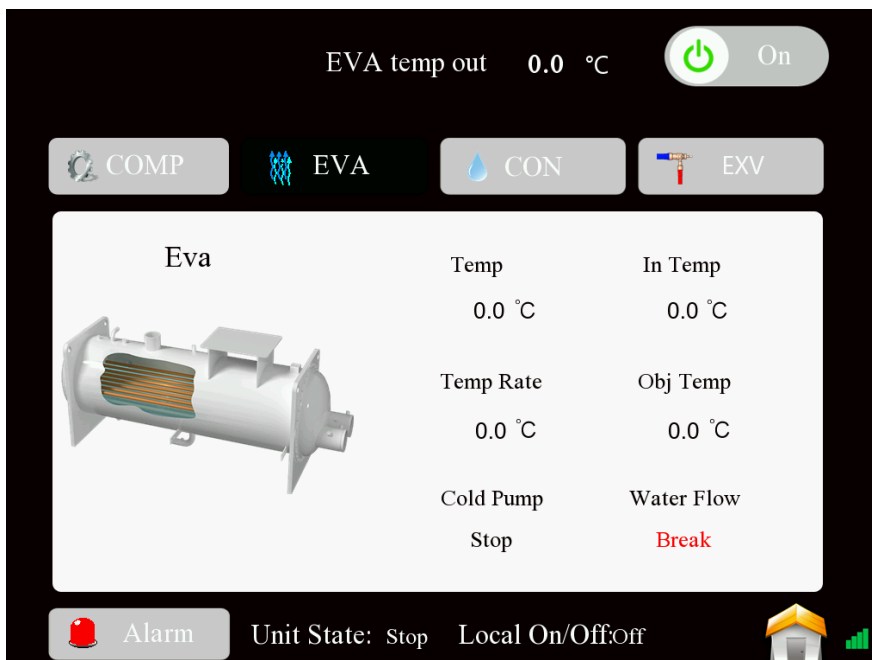 EVA temp out 0.0 °C On
COMP EVA CON EXV
Eva
Temp In Temp
0.0 °C 0.0 °C
Temp Rate Obj Temp
0.0 °C 0.0 °C
Cold Pump Water Flow
Stop Break
Alarm Unit State: Stop Local On/Off:Off